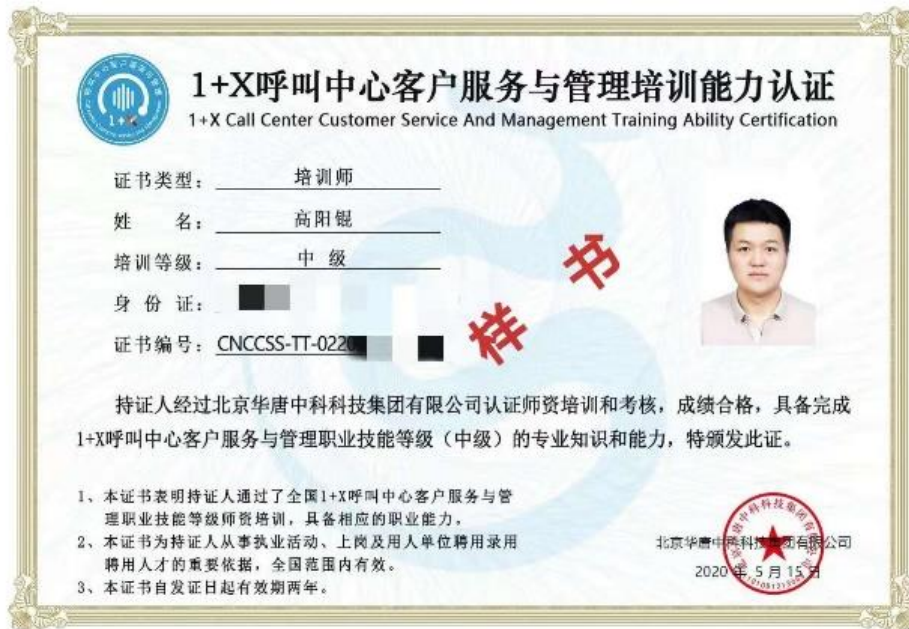 1+X
1+X呼叫中心客户服务与管理培训能力认证
1+X Call Center Customer Service And Management Training Ability Certification
证书类型： 培训师
姓 名： 高阳锟
培训等级： 中 级
身 份 证：
证书编号： CNCCSS-TT-022
样 书
持证人经过北京华唐中科科技集团有限公司认证师资培训和考核，成绩合格，具备完成
1+X呼叫中心客户服务与管理职业技能等级（中级）的专业知识和能力，特颁发此证。
1、本证书表明持证人通过了全国1+X呼叫中心客户服务与管
理职业技能等级师资培训，具备相应的职业能力。
2、本证书为持证人从事执业活动、上岗及用人单位聘用录用
聘用人才的重要依据，全国范围内有效。
3、本证书自发证日起有效期两年。
北京华唐中科科技集团有限公司
2020 年 5 月 15 日